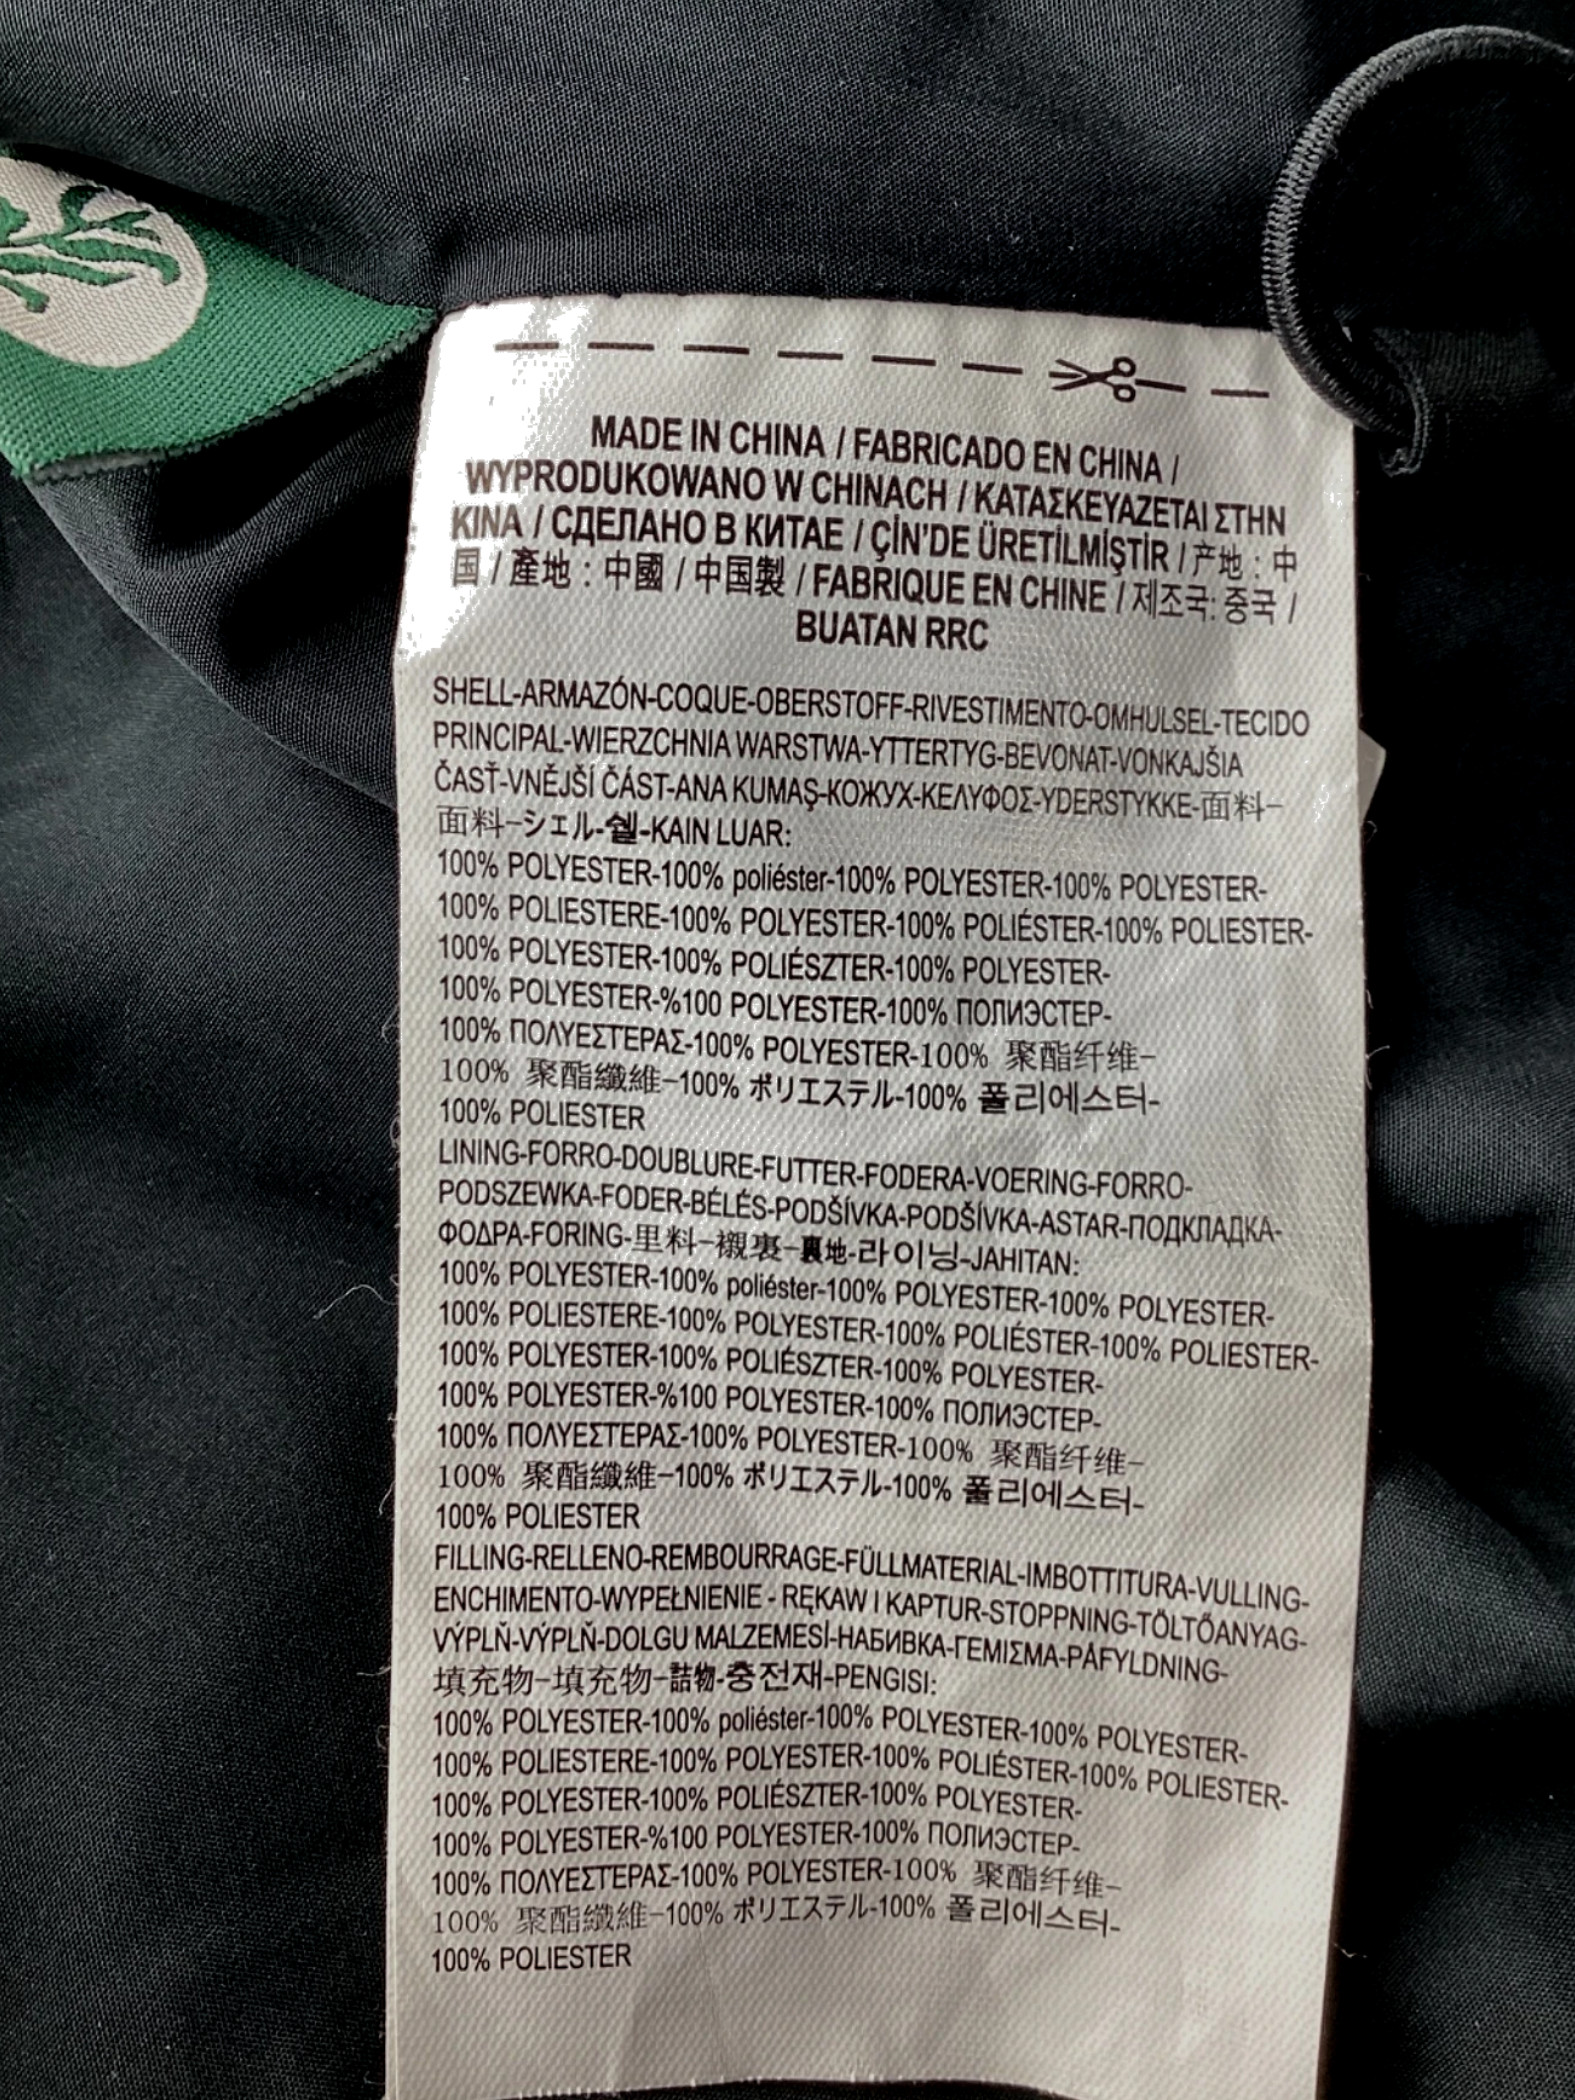 MADE IN CHINA / FABRICADO EN CHINA /
WYPRODUKOWANO W CHINACH / ΚΑΤΑΣΚΕΥΑΖΕΤΑΙ ΣΤΗΝ
ΚΙΝΑ / СДЕЛАНО В КИТАЕ / ÇİN'DE ÜRETİLMİŞTİR / 产地：中
国 / 產地：中國 / 中国製 / FABRIQUE EN CHINE / 제조국: 중국 /
BUATAN RRC
SHELL-ARMAZÓN-COQUE-OBERSTOFF-RIVESTIMENTO-OMHULSEL-TECIDO
PRINCIPAL-WIERZCHNIA WARSTWA-YTTERTYG-BEVONAT-VONKAJŠIA
ČASŤ-VNĚJŠÍ ČÁST-ANA KUMAŞ-КОЖУХ-ΚΕΛΥΦΟΣ-YDERSTYKKE-面料-
面料-シェル-쉘-KAIN LUAR:
100% POLYESTER-100% poliéster-100% POLYESTER-100% POLYESTER-
100% POLIESTERE-100% POLYESTER-100% POLIÉSTER-100% POLIESTER-
100% POLYESTER-100% POLIÉSZTER-100% POLYESTER-
100% POLYESTER-%100 POLYESTER-100% ПОЛИЭСТЕР-
100% ΠΟΛΥΕΣΤΕΡΑΣ-100% POLYESTER-100% 聚酯纤维-
100% 聚酯纖維-100% ポリエステル-100% 폴리에스터-
100% POLIESTER
LINING-FORRO-DOUBLURE-FUTTER-FODERA-VOERING-FORRO-
PODSZEWKA-FODER-BÉLÉS-PODŠÍVKA-PODŠÍVKA-ASTAR-ПОДКЛАДКА-
ΦΟΔΡΑ-FORING-里料-襯裏-裏地-라이닝-JAHITAN:
100% POLYESTER-100% poliéster-100% POLYESTER-100% POLYESTER-
100% POLIESTERE-100% POLYESTER-100% POLIÉSTER-100% POLIESTER-
100% POLYESTER-100% POLIÉSZTER-100% POLYESTER-
100% POLYESTER-%100 POLYESTER-100% ПОЛИЭСТЕР-
100% ΠΟΛΥΕΣΤΕΡΑΣ-100% POLYESTER-100% 聚酯纤维-
100% 聚酯纖維-100% ポリエステル-100% 폴리에스터-
100% POLIESTER
FILLING-RELLENO-REMBOURRAGE-FÜLLMATERIAL-IMBOTTITURA-VULLING-
ENCHIMENTO-WYPEŁNIENIE - RĘKAW I KAPTUR-STOPPNING-TÖLTŐANYAG-
VÝPLŇ-VÝPLŇ-DOLGU MALZEMESİ-НАБИВКА-ΓΕΜΙΣΜΑ-PÅFYLDNING-
填充物-填充物-詰物-충전재-PENGISI:
100% POLYESTER-100% poliéster-100% POLYESTER-100% POLYESTER-
100% POLIESTERE-100% POLYESTER-100% POLIÉSTER-100% POLIESTER-
100% POLYESTER-100% POLIÉSZTER-100% POLYESTER-
100% POLYESTER-%100 POLYESTER-100% ПОЛИЭСТЕР-
100% ΠΟΛΥΕΣΤΕΡΑΣ-100% POLYESTER-100% 聚酯纤维-
100% 聚酯纖維-100% ポリエステル-100% 폴리에스터-
100% POLIESTER